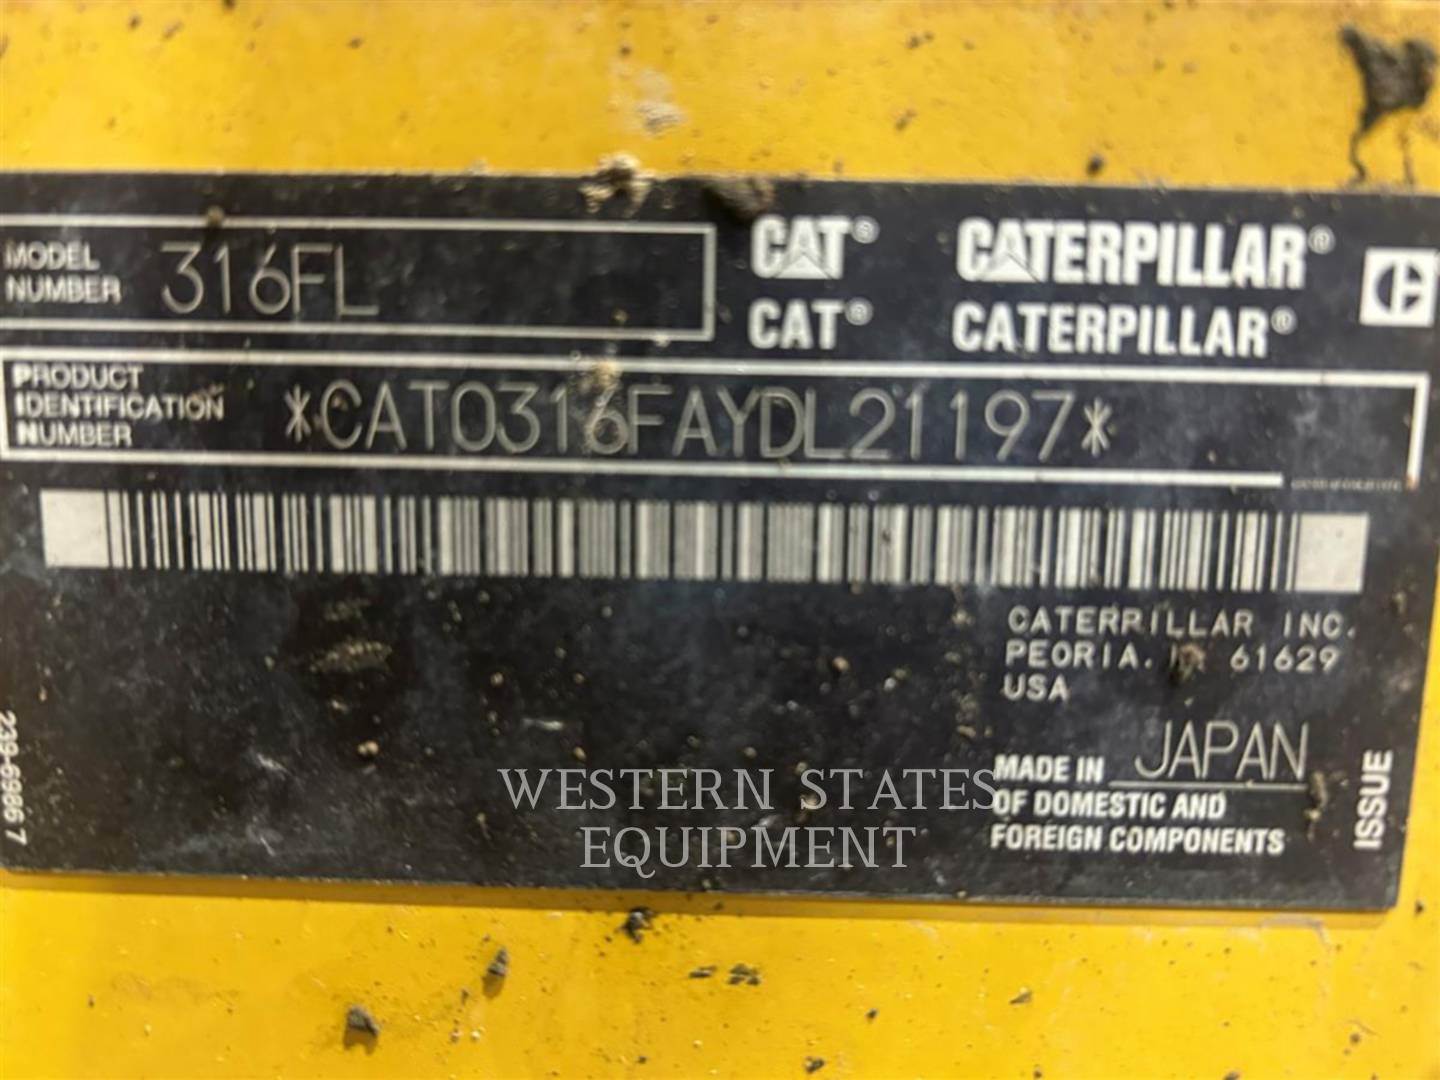 MODEL NUMBER 316FL
CAT® CATERPILLAR®
CAT® CATERPILLAR®
PRODUCT IDENTIFICATION NUMBER *CAT0316FAYDL21197*
CATERPILLAR INC.
PEORIA, 61629
USA
MADE IN JAPAN
OF DOMESTIC AND
FOREIGN COMPONENTS
ISSUE
239-5986 7
WESTERN STATES
EQUIPMENT